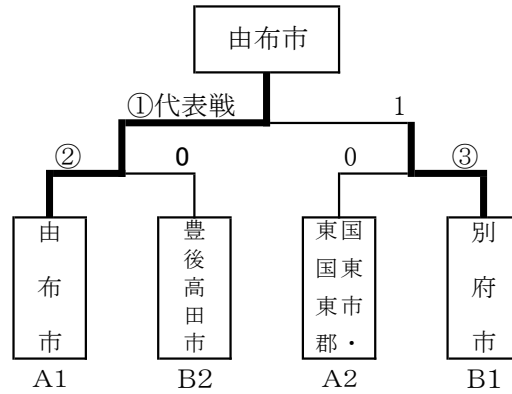 由布市
①代表戦 1
② 0 0 ③
由布市
豊後高田市
国東市・
東国東郡
別府市
A1 B2 A2 B1